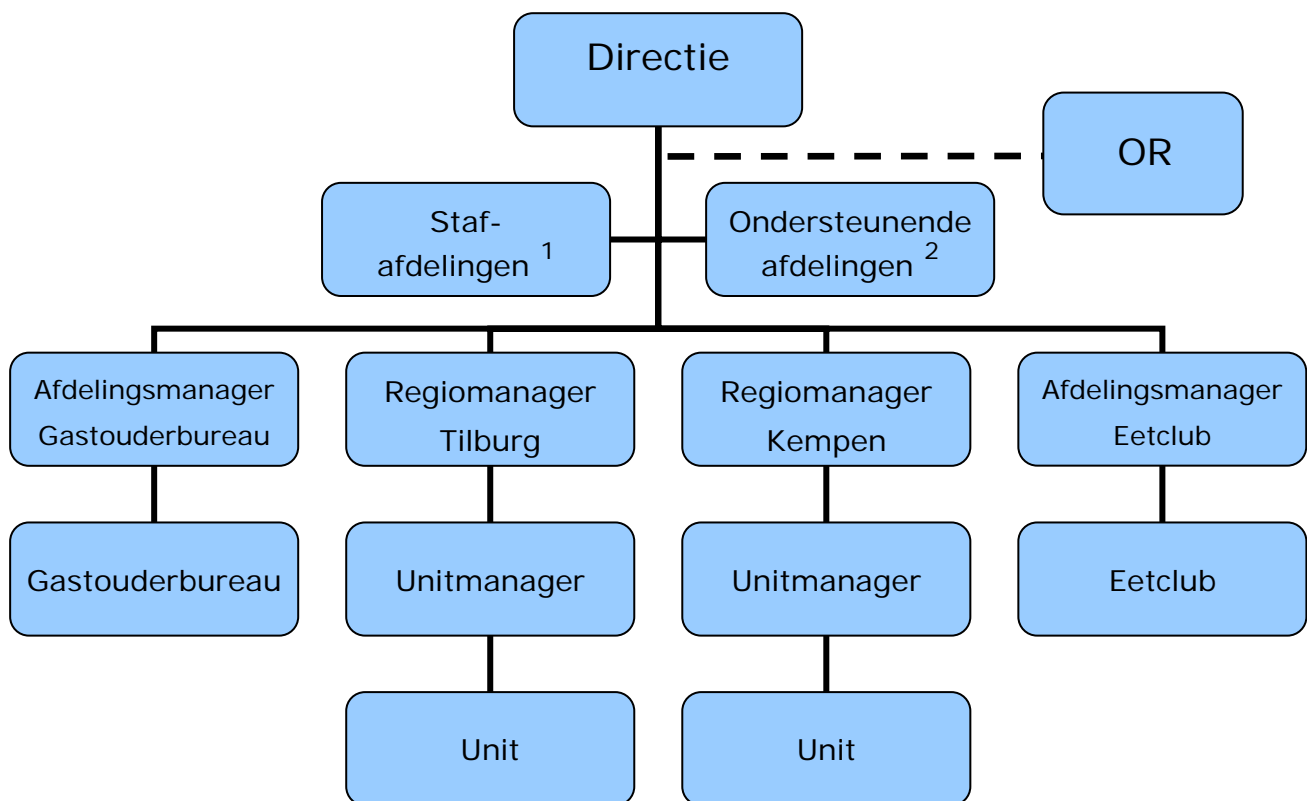 Directie
OR
Staf-
afdelingen 1
Ondersteunende
afdelingen 2
Afdelingsmanager
Gastouderbureau
Regiomanager
Tilburg
Regiomanager
Kempen
Afdelingsmanager
Eetclub
Gastouderbureau
Unitmanager
Unitmanager
Eetclub
Unit
Unit